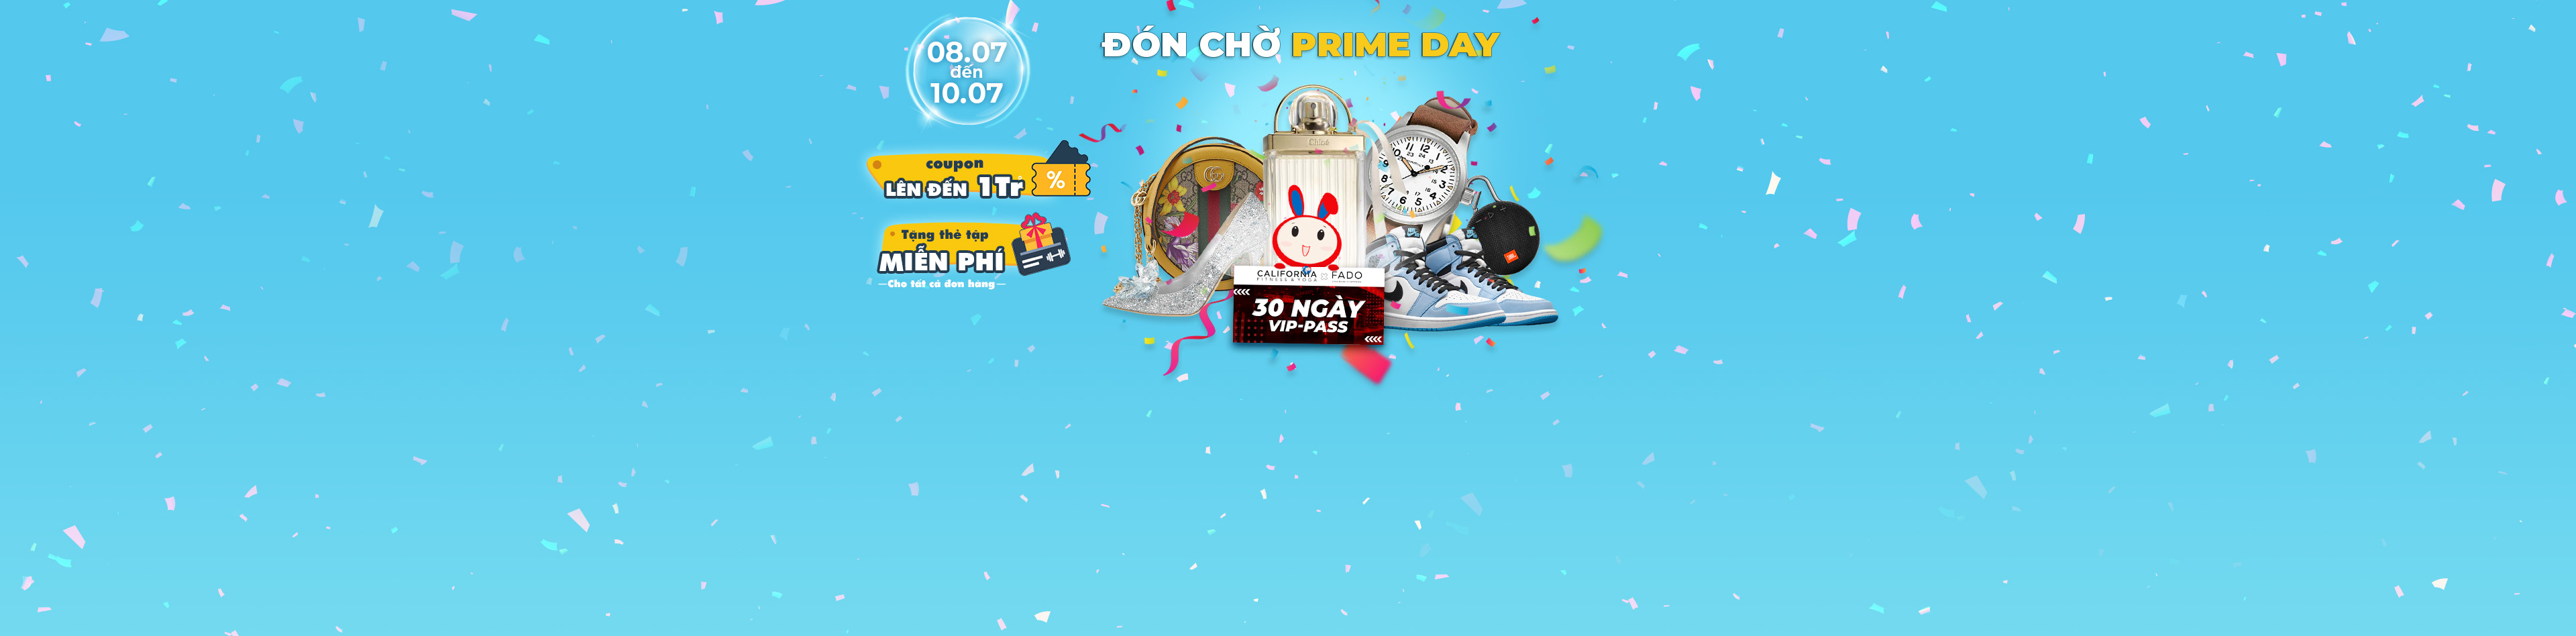 08.07
đến
10.07
ĐÓN CHỜ PRIME DAY
coupon
LÊN ĐẾN 1Tr
%
Tặng thẻ tập
MIỄN PHÍ
Cho tất cả đơn hàng
Chloé
CALIFORNIA
FITNESS & YOGA
FADO
30 NGÀY
VIP-PASS
JBL